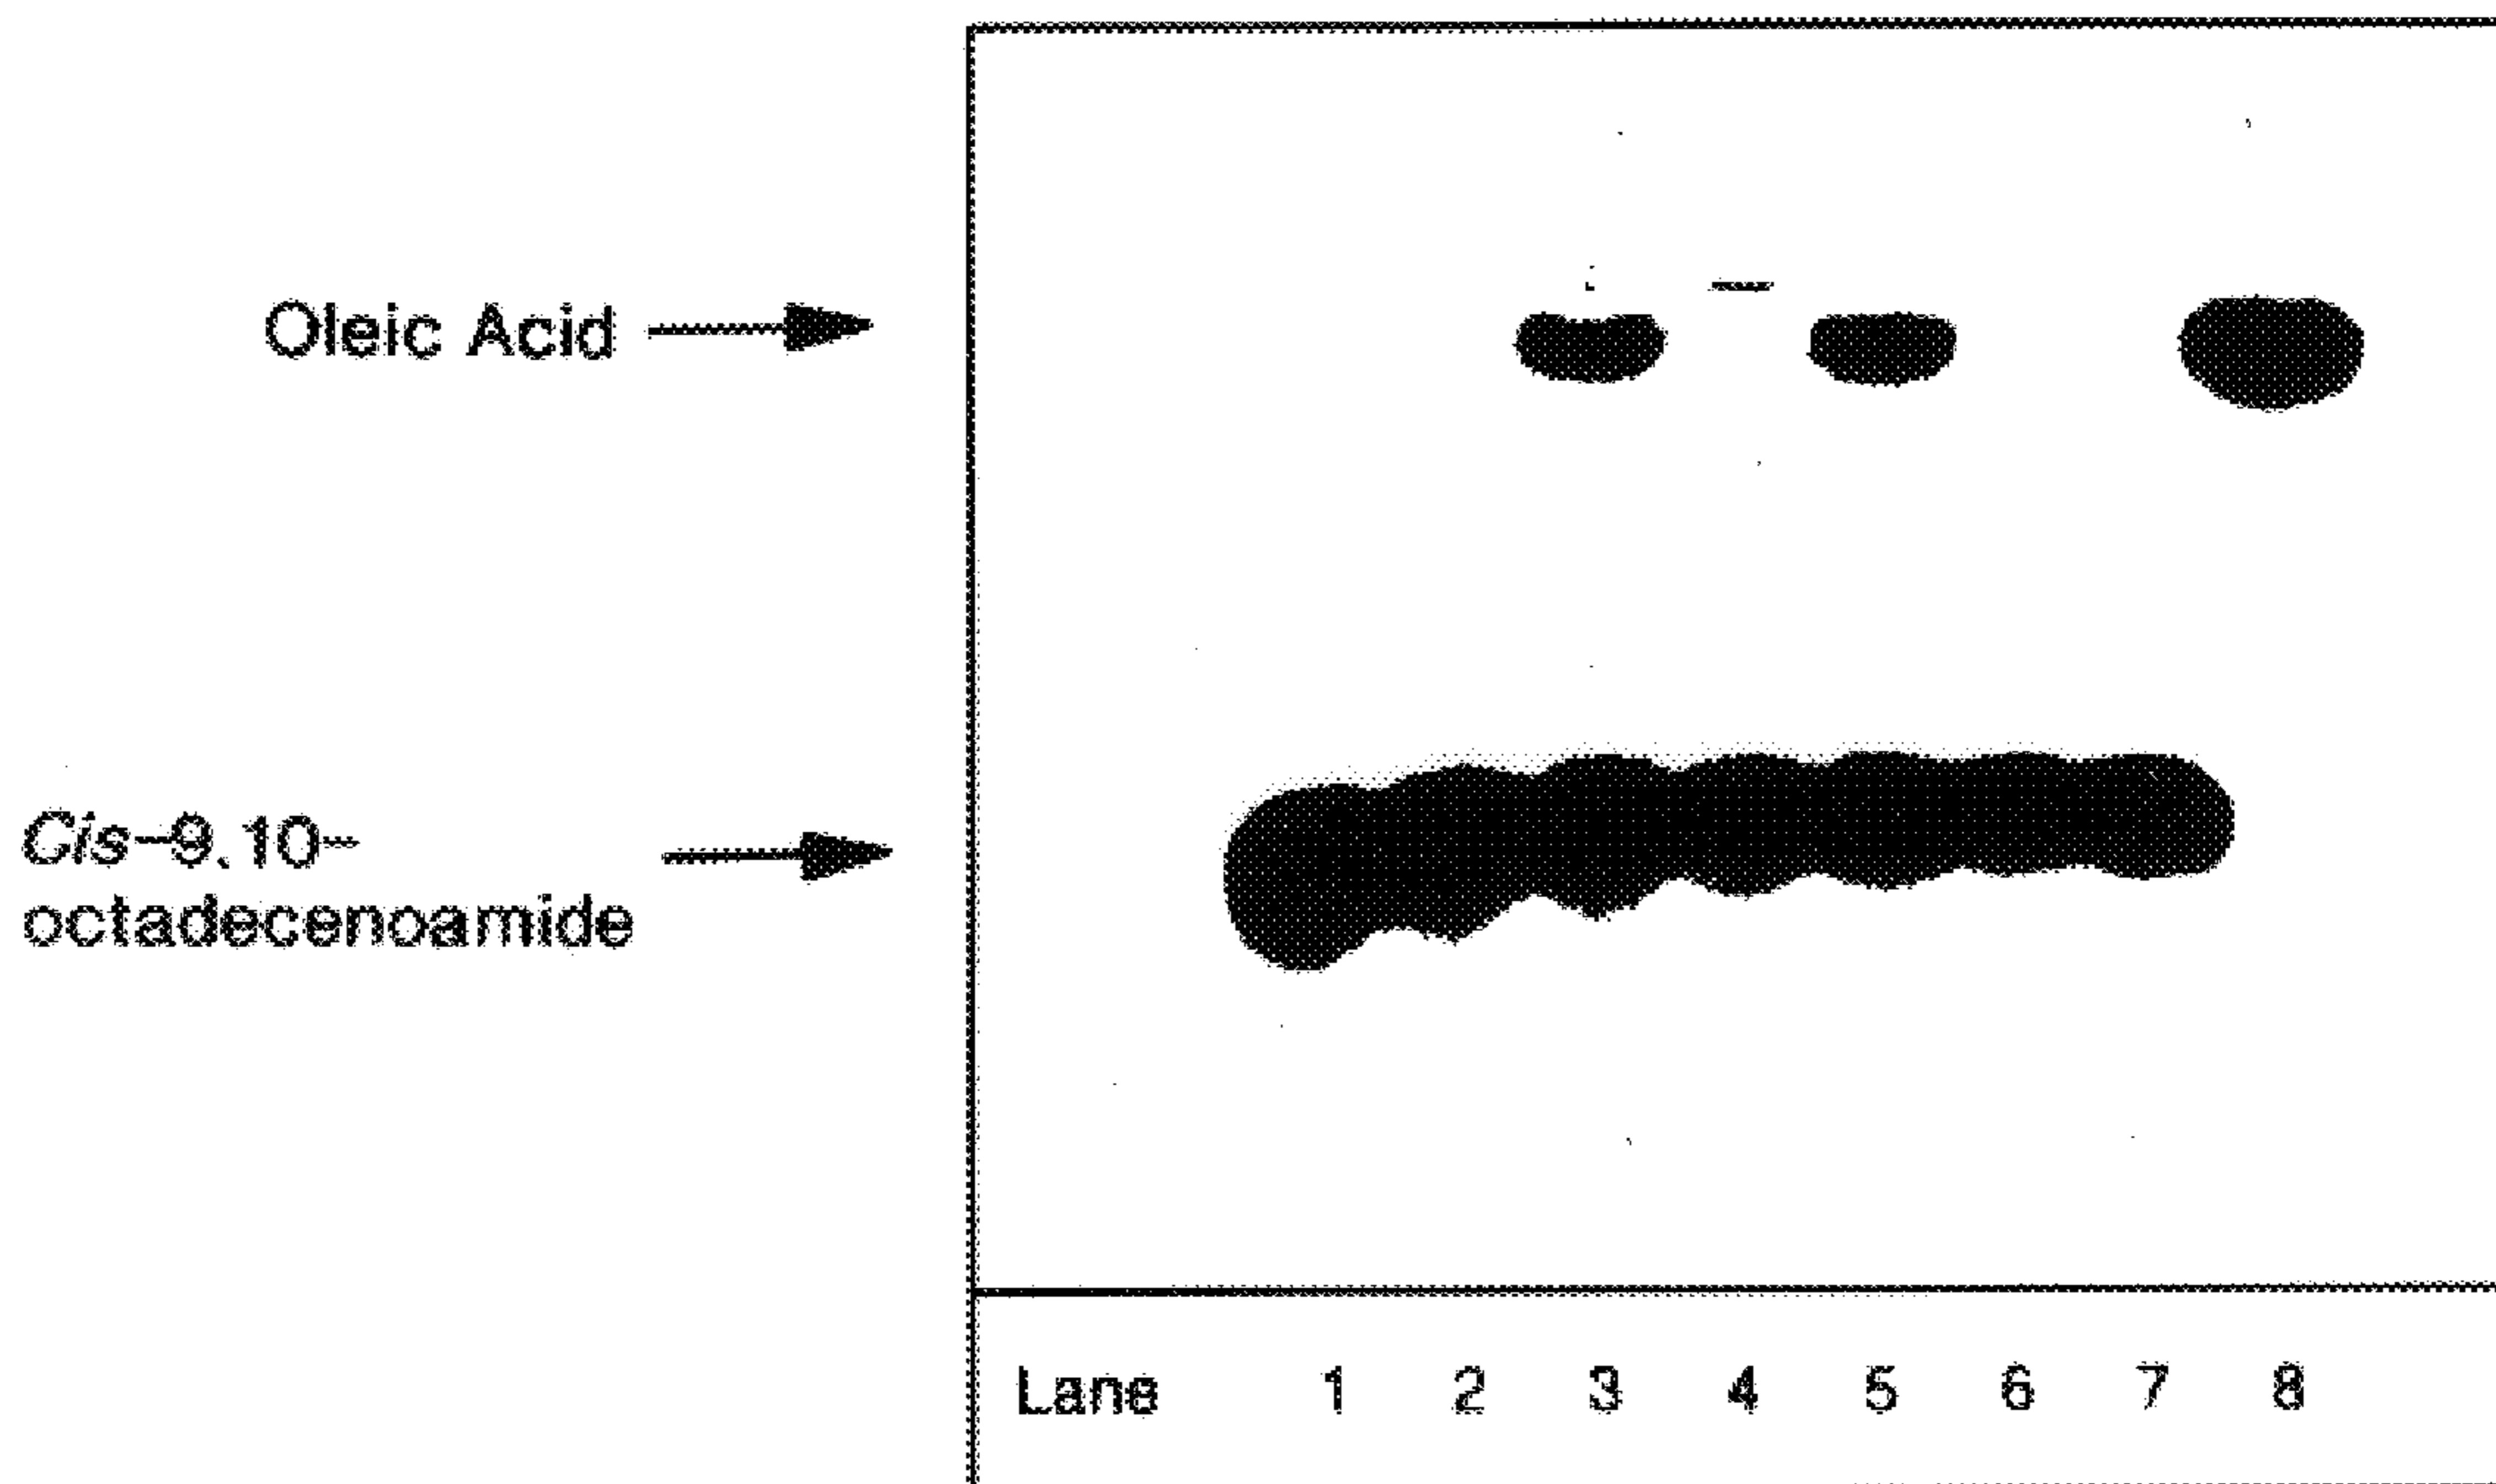 Oleic Acid
Cis-9,10-
octadecenoamide
Lane 1 2 3 4 5 6 7 8